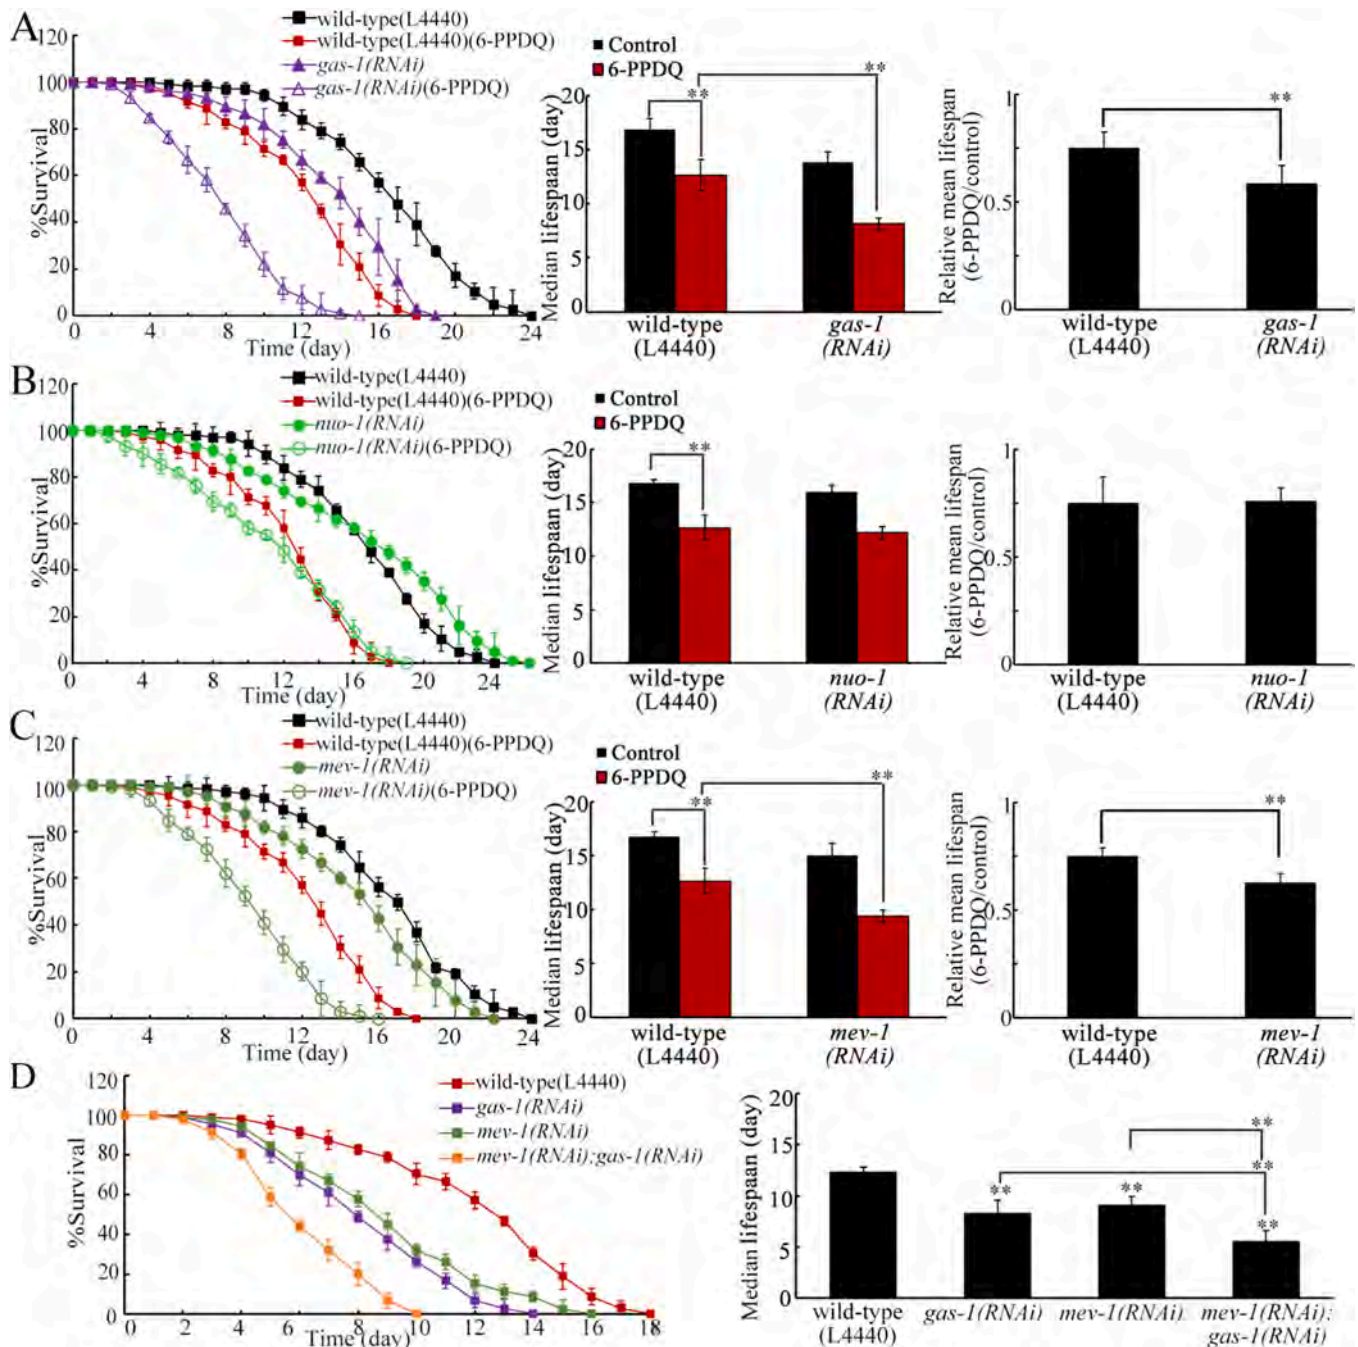 A
120
100
80
60
40
20
0
%Survival
0 4 8 12 16 20 24
Time (day)
wild-type(L4440)
wild-type(L4440)(6-PPDQ)
gas-1(RNAi)
gas-1(RNAi)(6-PPDQ)
Control
6-PPDQ
Median lifespaan (day)
20
15
10
5
0
**
**
wild-type
(L4440)
gas-1
(RNAi)
Relative mean lifespan
(6-PPDQ/control)
1
0.5
0
**
wild-type
(L4440)
gas-1
(RNAi)
B
120
100
80
60
40
20
0
%Survival
0 4 8 12 16 20 24
Time (day)
wild-type(L4440)
wild-type(L4440)(6-PPDQ)
nuo-1(RNAi)
nuo-1(RNAi)(6-PPDQ)
Control
6-PPDQ
Median lifespaan (day)
20
15
10
5
0
**
wild-type
(L4440)
nuo-1
(RNAi)
Relative mean lifespan
(6-PPDQ/control)
1
0.5
0
wild-type
(L4440)
nuo-1
(RNAi)
C
120
100
80
60
40
20
0
%Survival
0 4 8 12 16 20 24
Time (day)
wild-type(L4440)
wild-type(L4440)(6-PPDQ)
mev-1(RNAi)
mev-1(RNAi)(6-PPDQ)
Control
6-PPDQ
Median lifespaan (day)
20
15
10
5
0
**
**
wild-type
(L4440)
mev-1
(RNAi)
Relative mean lifespan
(6-PPDQ/control)
1
0.5
0
**
wild-type
(L4440)
mev-1
(RNAi)
D
120
100
80
60
40
20
0
%Survival
0 2 4 6 8 10 12 14 16 18
Time (day)
wild-type(L4440)
gas-1(RNAi)
mev-1(RNAi)
mev-1(RNAi);gas-1(RNAi)
Median lifespaan (day)
20
15
10
5
0
**
**
**
**
**
wild-type
(L4440)
gas-1(RNAi)
mev-1(RNAi)
mev-1(RNAi);
gas-1(RNAi)